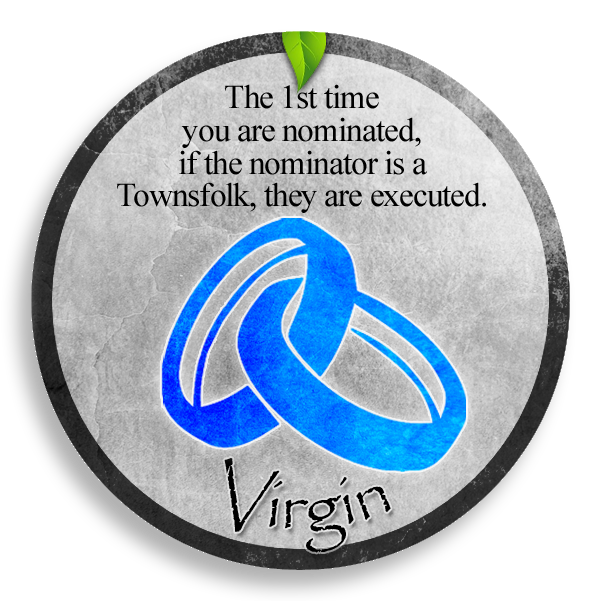 The 1st time
you are nominated,
if the nominator is a
Townsfolk, they are executed.
Virgin